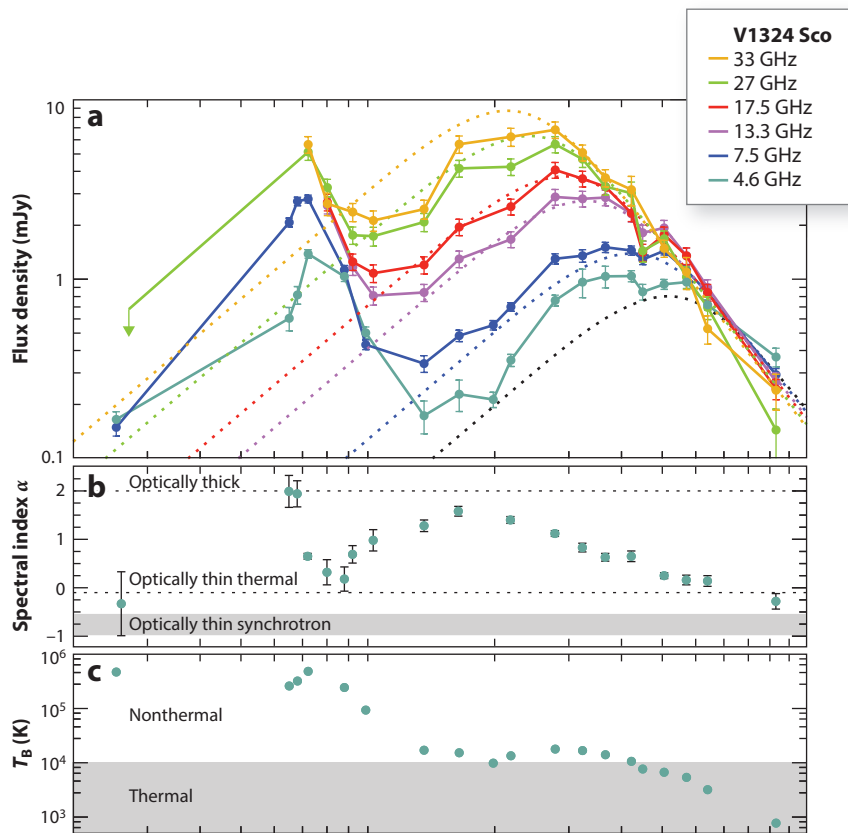 V1324 Sco
33 GHz
27 GHz
17.5 GHz
13.3 GHz
7.5 GHz
4.6 GHz
a
10
1
0.1
Flux density (mJy)
b
Optically thick
Optically thin thermal
Optically thin synchrotron
2
1
0
−1
Spectral index α
c
Nonthermal
Thermal
10⁶
10⁵
10⁴
10³
T_B (K)